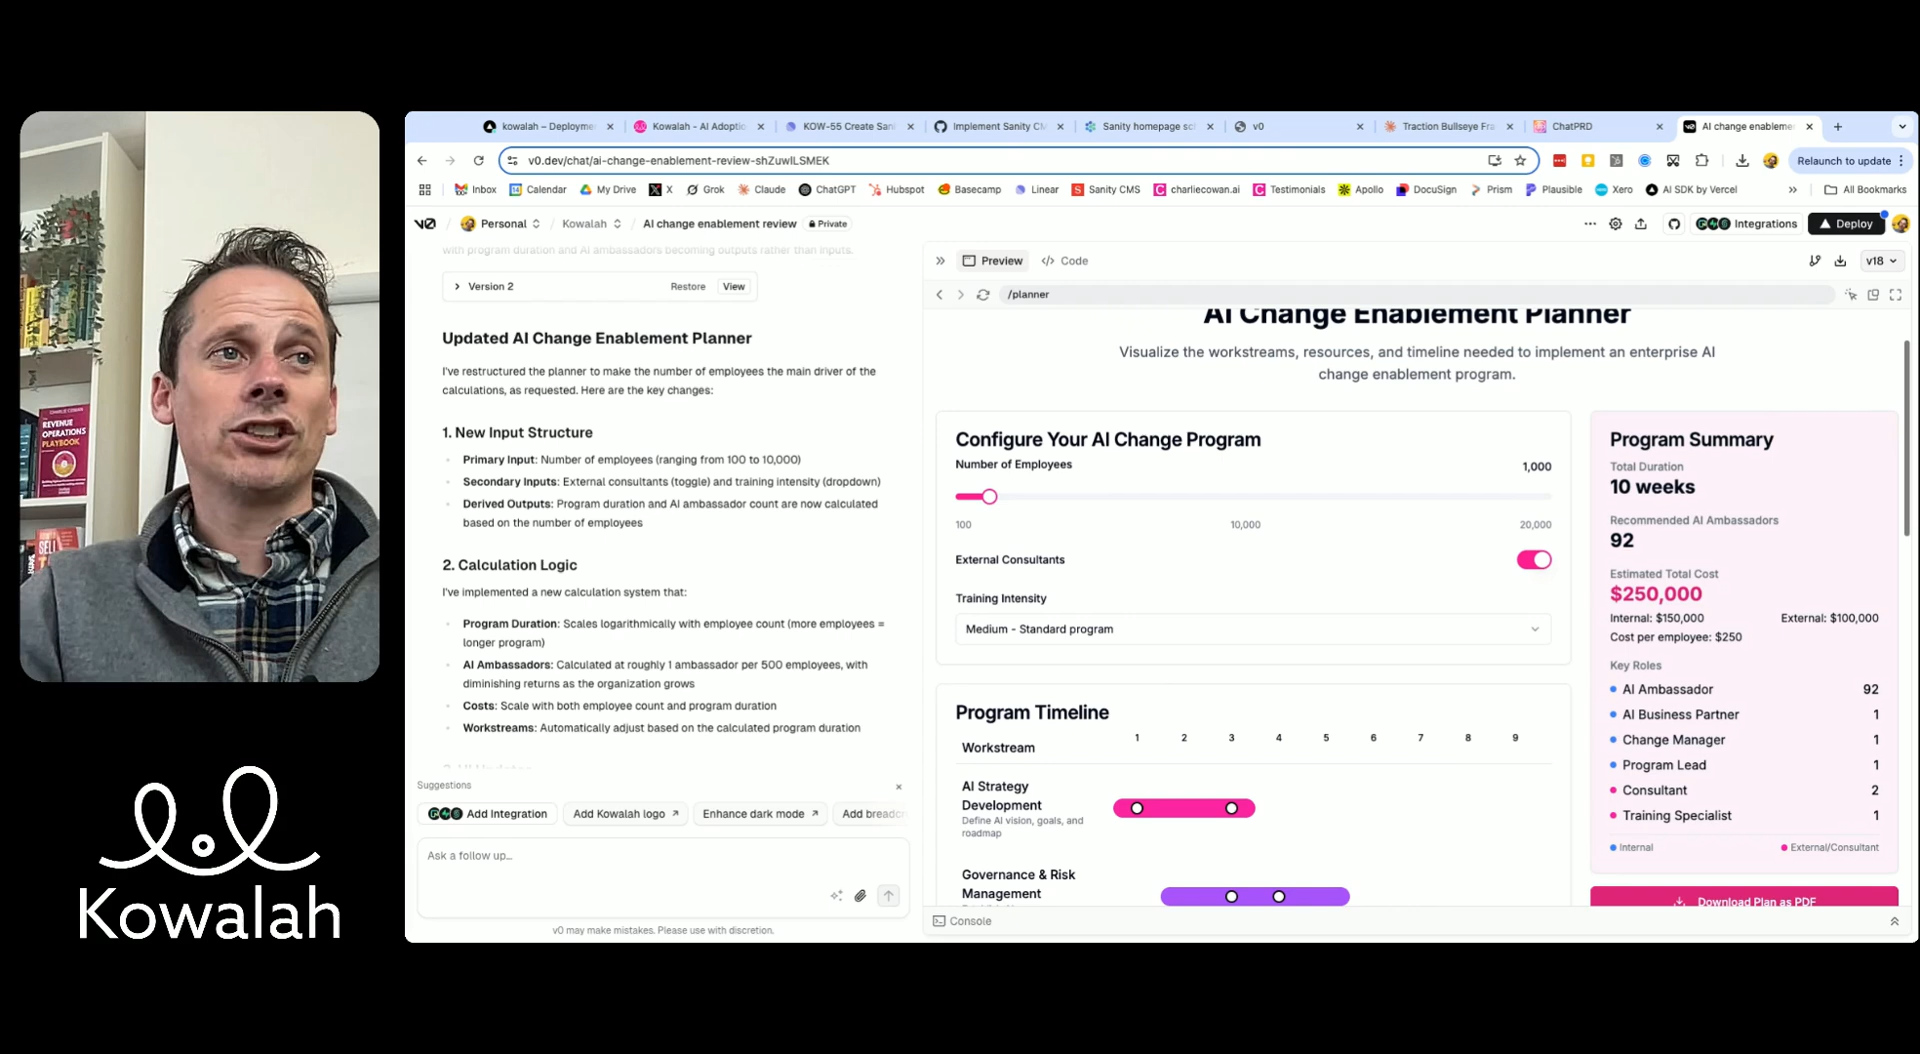 CHARLIE COWAN
REVENUE
OPERATIONS
PLAYBOOK
SELL
Kowalah
kowalah – Deployme
Kowalah - AI Adoptio
KOW-55 Create San
Implement Sanity CM
Sanity homepage sc
v0
Traction Bullseye Fra
ChatPRD
AI change enableme
v0.dev/chat/ai-change-enablement-review-shZuwlLSMEK
Relaunch to update
Inbox
Calendar
My Drive
X
Grok
Claude
ChatGPT
Hubspot
Basecamp
Linear
Sanity CMS
charliecowan.ai
Testimonials
Apollo
DocuSign
Prism
Plausible
Xero
AI SDK by Vercel
All Bookmarks
v0 / Personal / Kowalah / AI change enablement review Private
Integrations
Deploy
with program duration and AI ambassadors becoming outputs rather than inputs.
Version 2 Restore View
Updated AI Change Enablement Planner
I've restructured the planner to make the number of employees the main driver of the
calculations, as requested. Here are the key changes:
1. New Input Structure
Primary Input: Number of employees (ranging from 100 to 10,000)
Secondary Inputs: External consultants (toggle) and training intensity (dropdown)
Derived Outputs: Program duration and AI ambassador count are now calculated
based on the number of employees
2. Calculation Logic
I've implemented a new calculation system that:
Program Duration: Scales logarithmically with employee count (more employees =
longer program)
AI Ambassadors: Calculated at roughly 1 ambassador per 500 employees, with
diminishing returns as the organization grows
Costs: Scale with both employee count and program duration
Workstreams: Automatically adjust based on the calculated program duration
Suggestions
Add Integration
Add Kowalah logo
Enhance dark mode
Add breadc
Ask a follow up...
v0 may make mistakes. Please use with discretion.
Preview
Code
v18
/planner
AI Change Enablement Planner
Visualize the workstreams, resources, and timeline needed to implement an enterprise AI
change enablement program.
Configure Your AI Change Program
Number of Employees 1,000
100 10,000 20,000
External Consultants
Training Intensity
Medium - Standard program
Program Timeline
Workstream 1 2 3 4 5 6 7 8 9
AI Strategy
Development
Define AI vision, goals, and
roadmap
Governance & Risk
Management
Program Summary
Total Duration
10 weeks
Recommended AI Ambassadors
92
Estimated Total Cost
$250,000
Internal: $150,000 External: $100,000
Cost per employee: $250
Key Roles
AI Ambassador 92
AI Business Partner 1
Change Manager 1
Program Lead 1
Consultant 2
Training Specialist 1
Internal External/Consultant
Download Plan as PDF
Console